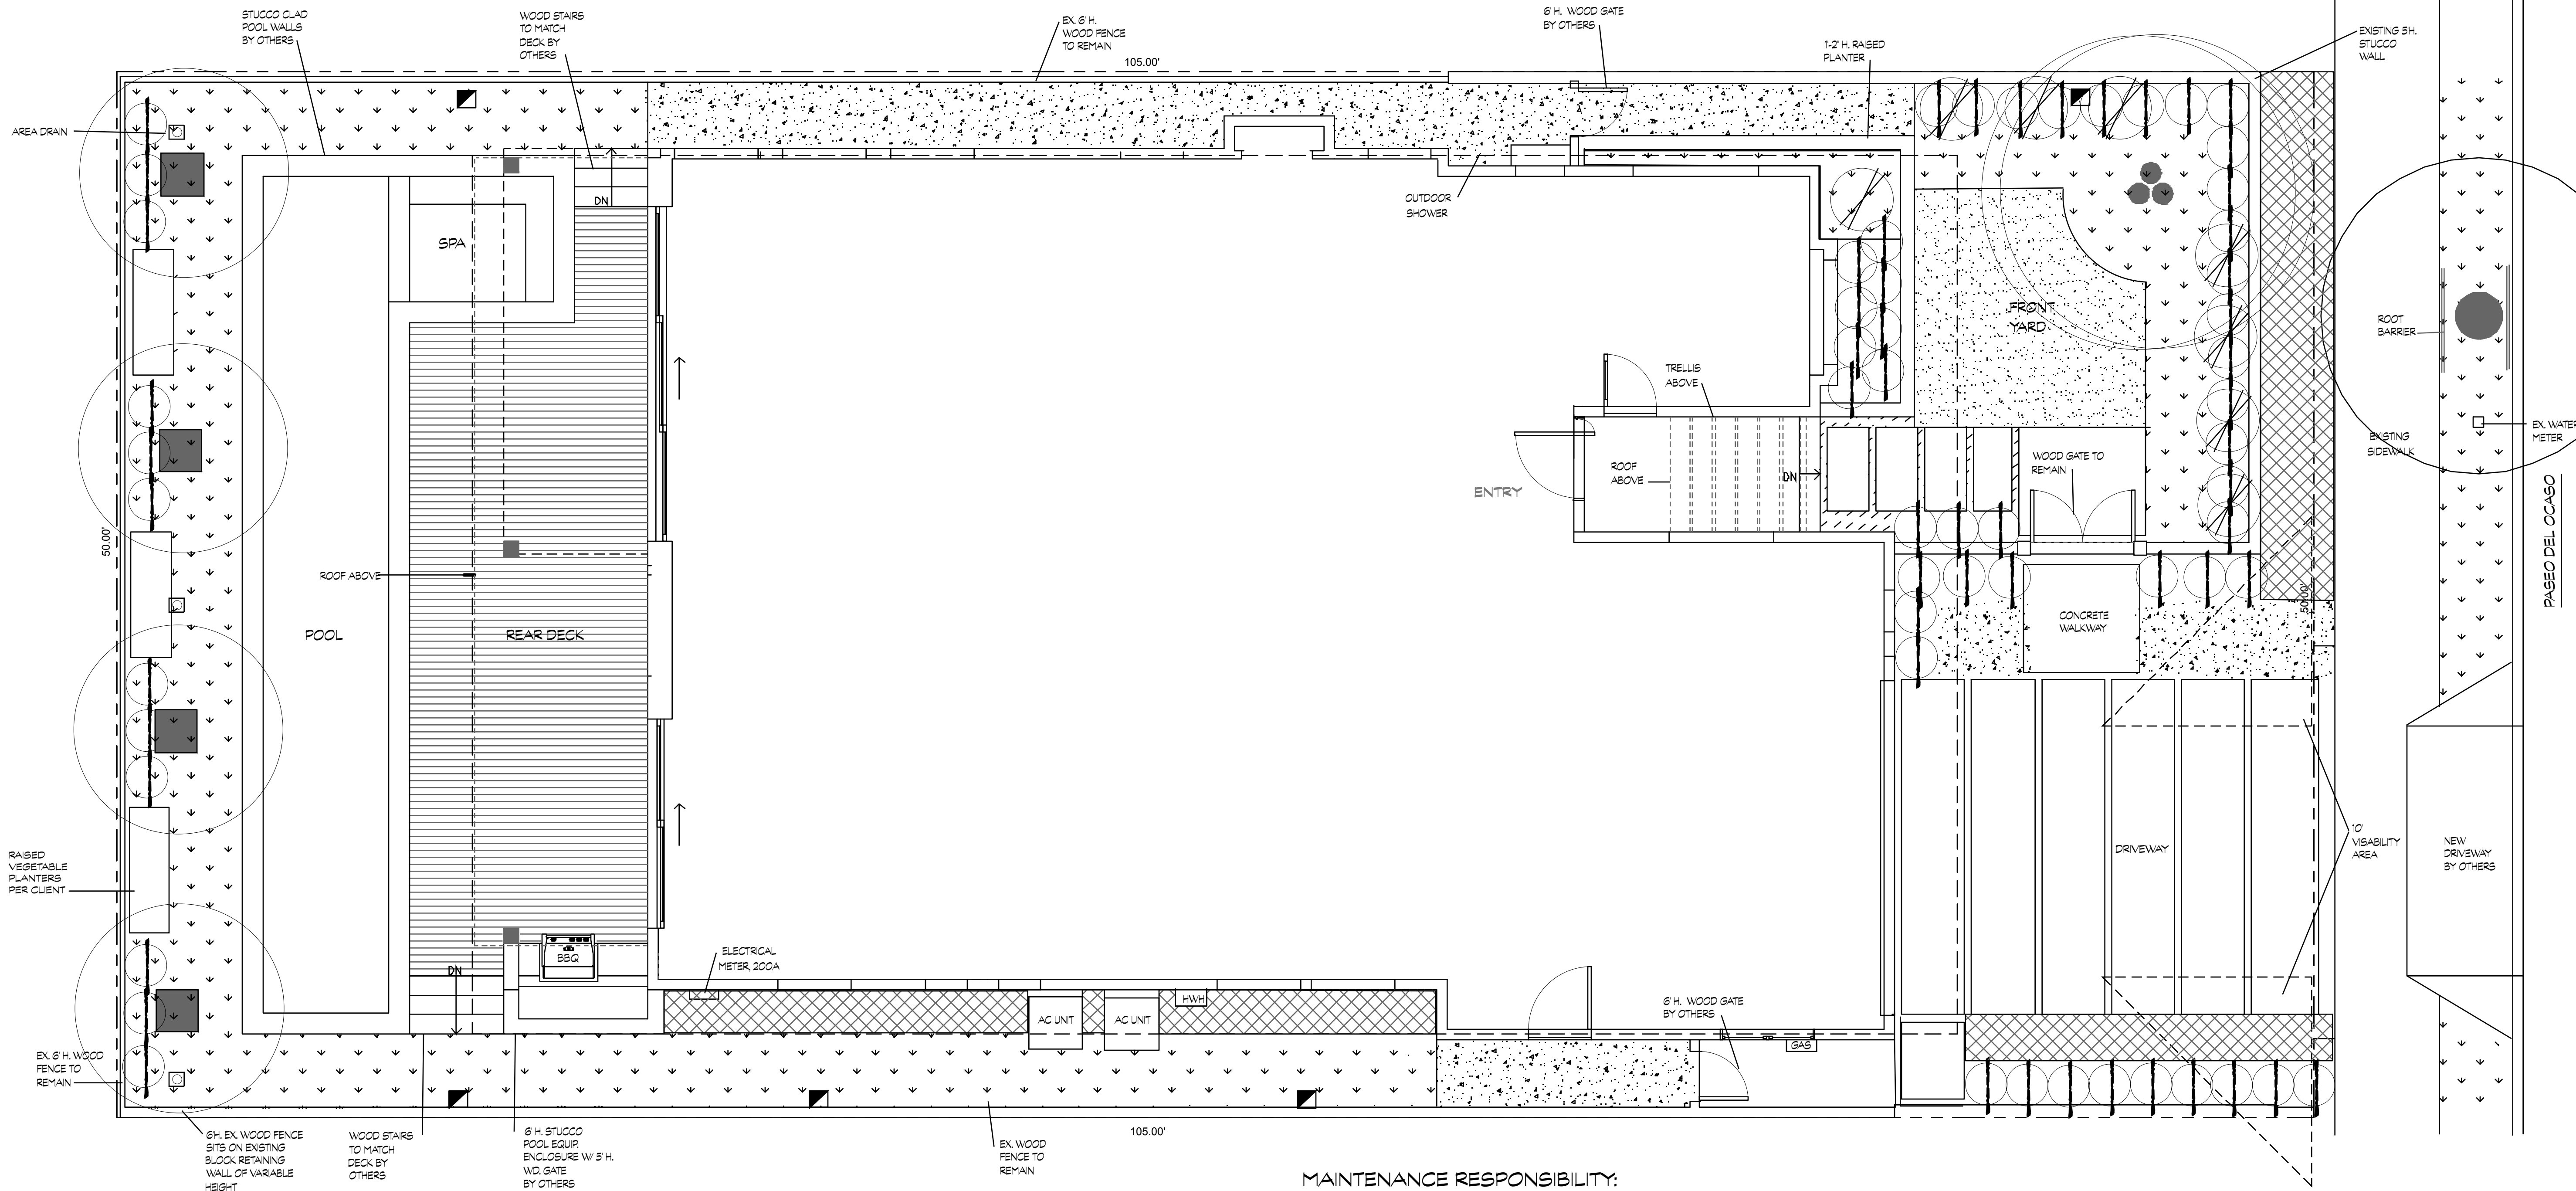 STUCCO CLAD
POOL WALLS
BY OTHERS
WOOD STAIRS
TO MATCH
DECK BY
OTHERS
EX. 6' H.
WOOD FENCE
TO REMAIN
105.00'
6' H. WOOD GATE
BY OTHERS
1-2' H. RAISED
PLANTER
EXISTING 5'H.
STUCCO
WALL
AREA DRAIN
DN
SPA
OUTDOOR
SHOWER
FRONT
YARD
ROOT
BARRIER
TRELLIS
ABOVE
EX. WATER
METER
EXISTING
SIDEWALK
ROOF
ABOVE
DN
WOOD GATE TO
REMAIN
ENTRY
PASEO DEL OCASO
50.00'
ROOF ABOVE
POOL
REAR DECK
50.00'
CONCRETE
WALKWAY
10'
VISABILITY
AREA
DRIVEWAY
NEW
DRIVEWAY
BY OTHERS
RAISED
VEGETABLE
PLANTERS
PER CLIENT
ELECTRICAL
METER, 200A
BBQ
DN
HWH
AC UNIT
AC UNIT
6' H. WOOD GATE
BY OTHERS
GAS
EX. 6' H. WOOD
FENCE TO
REMAIN
6'H. EX. WOOD FENCE
SITS ON EXISTING
BLOCK RETAINING
WALL OF VARIABLE
HEIGHT
WOOD STAIRS
TO MATCH
DECK BY
OTHERS
6' H. STUCCO
POOL EQUIP.
ENCLOSURE W/ 5' H.
WD. GATE
BY OTHERS
EX. WOOD
FENCE TO
REMAIN
105.00'
MAINTENANCE RESPONSIBILITY: